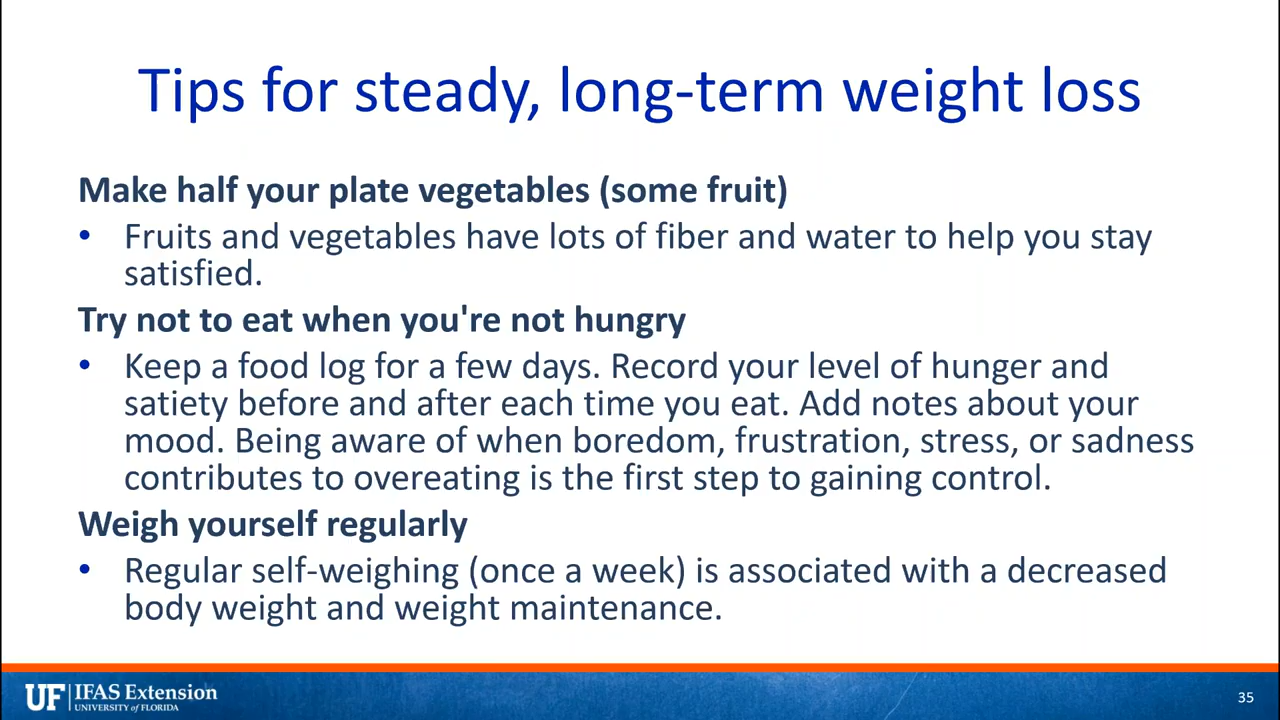 Tips for steady, long-term weight loss
Make half your plate vegetables (some fruit)
• Fruits and vegetables have lots of fiber and water to help you stay
satisfied.
Try not to eat when you're not hungry
• Keep a food log for a few days. Record your level of hunger and
satiety before and after each time you eat. Add notes about your
mood. Being aware of when boredom, frustration, stress, or sadness
contributes to overeating is the first step to gaining control.
Weigh yourself regularly
• Regular self-weighing (once a week) is associated with a decreased
body weight and weight maintenance.
UF IFAS Extension
UNIVERSITY of FLORIDA
35